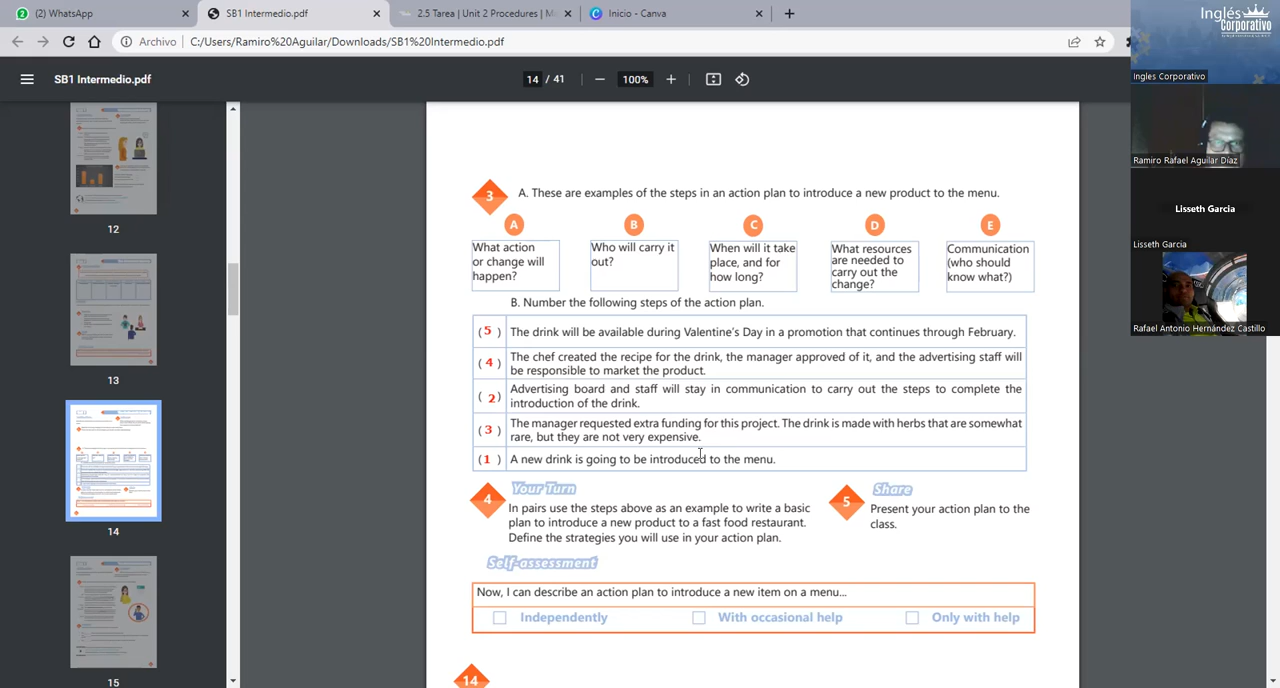 (2) WhatsApp
SB1 Intermedio.pdf
2.5 Tarea | Unit 2 Procedures | M
Inicio - Canva
Archivo
C:/Users/Ramiro%20Aguilar/Downloads/SB1%20Intermedio.pdf
SB1 Intermedio.pdf
14 / 41
100%
12
13
14
15
3
A. These are examples of the steps in an action plan to introduce a new product to the menu.
A
B
C
D
E
What action
or change will
happen?
Who will carry it
out?
When will it take
place, and for
how long?
What resources
are needed to
carry out the
change?
Communication
(who should
know what?)
B. Number the following steps of the action plan.
(5) The drink will be available during Valentine's Day in a promotion that continues through February.
(4) The chef created the recipe for the drink, the manager approved of it, and the advertising staff will
be responsible to market the product.
(2) Advertising board and staff will stay in communication to carry out the steps to complete the
introduction of the drink.
(3) The manager requested extra funding for this project. The drink is made with herbs that are somewhat
rare, but they are not very expensive.
(1) A new drink is going to be introduced to the menu.
4
Your Turn
In pairs use the steps above as an example to write a basic
plan to introduce a new product to a fast food restaurant.
Define the strategies you will use in your action plan.
5
Share
Present your action plan to the
class.
Self-assessment
Now, I can describe an action plan to introduce a new item on a menu...
Independently
With occasional help
Only with help
14
Inglés
Corporativo
Ingles Corporativo
Ramiro Rafael Aguilar Díaz
Lisseth Garcia
Lisseth Garcia
Rafael Antonio Hernández Castillo